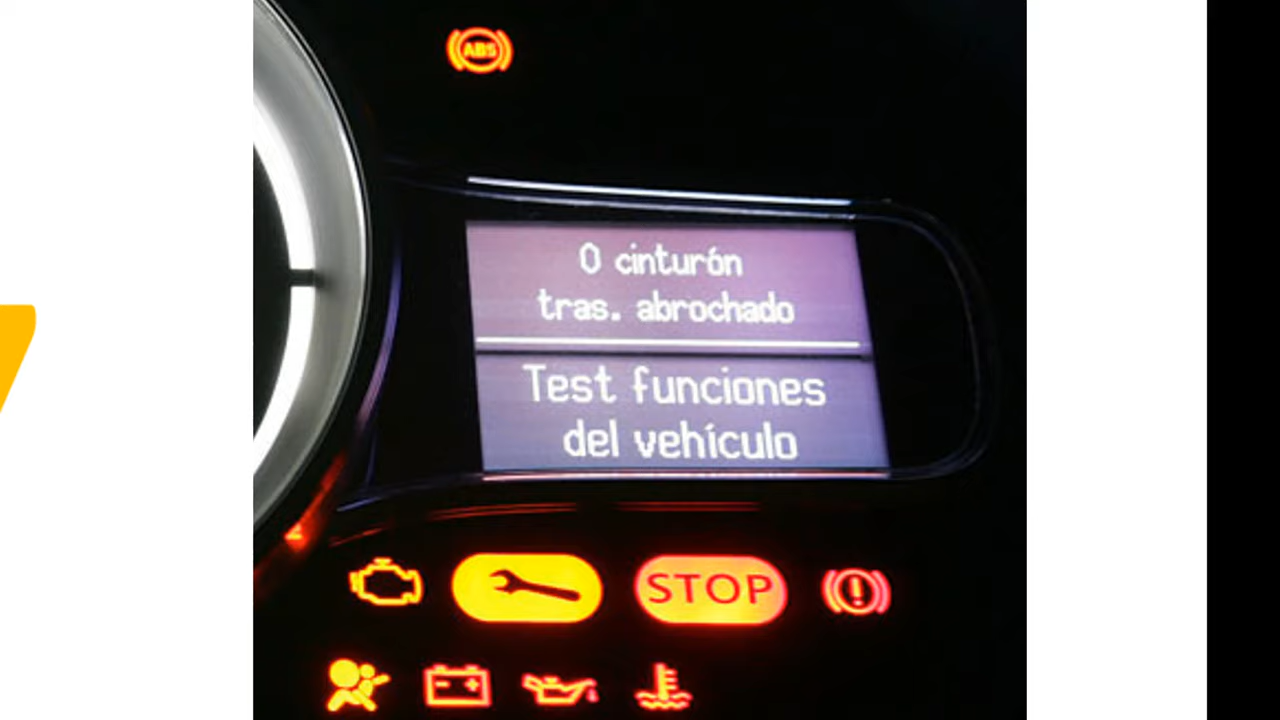 ABS
0 cinturón
tras. abrochado
Test funciones
del vehículo
STOP